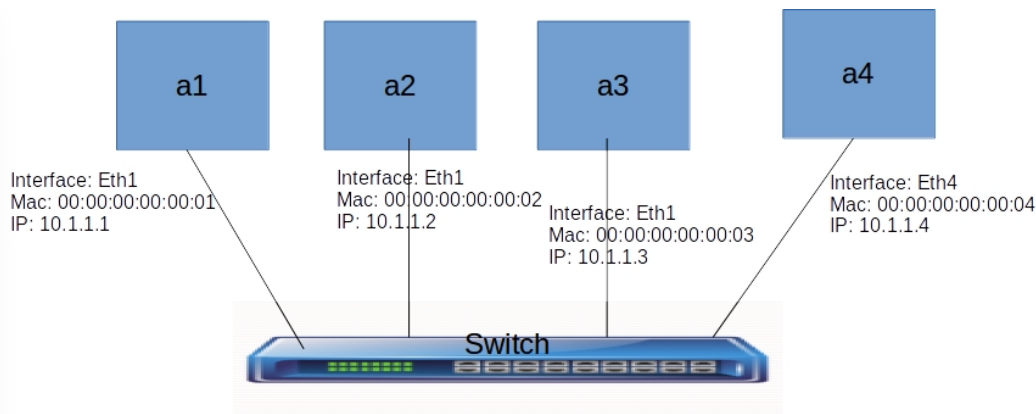 a1
a2
a3
a4
Interface: Eth1
Mac: 00:00:00:00:00:01
IP: 10.1.1.1
Interface: Eth1
Mac: 00:00:00:00:00:02
IP: 10.1.1.2
Interface: Eth1
Mac: 00:00:00:00:00:03
IP: 10.1.1.3
Interface: Eth4
Mac: 00:00:00:00:00:04
IP: 10.1.1.4
Switch